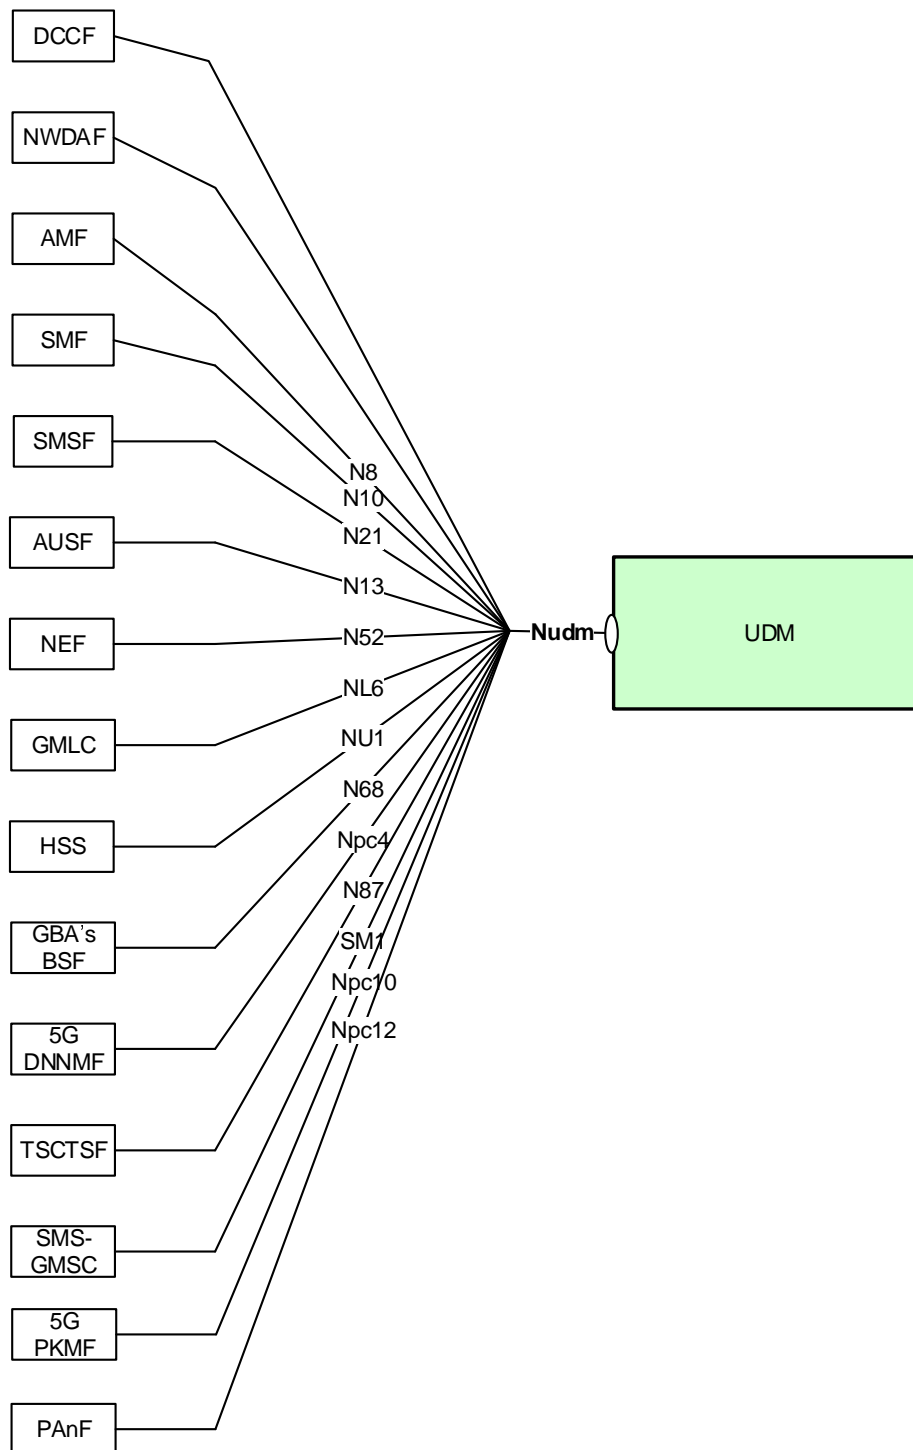 DCCF
NWDAF
AMF
SMF
SMSF
N8
N10
N21
AUSF
N13
NEF
N52
Nudm
UDM
GMLC
NL6
HSS
NU1
GBA's
BSF
N68
5G
DNNMF
Npc4
TSCTSF
N87
SMS-
GMSC
SM1
5G
PKMF
Npc10
PAnF
Npc12